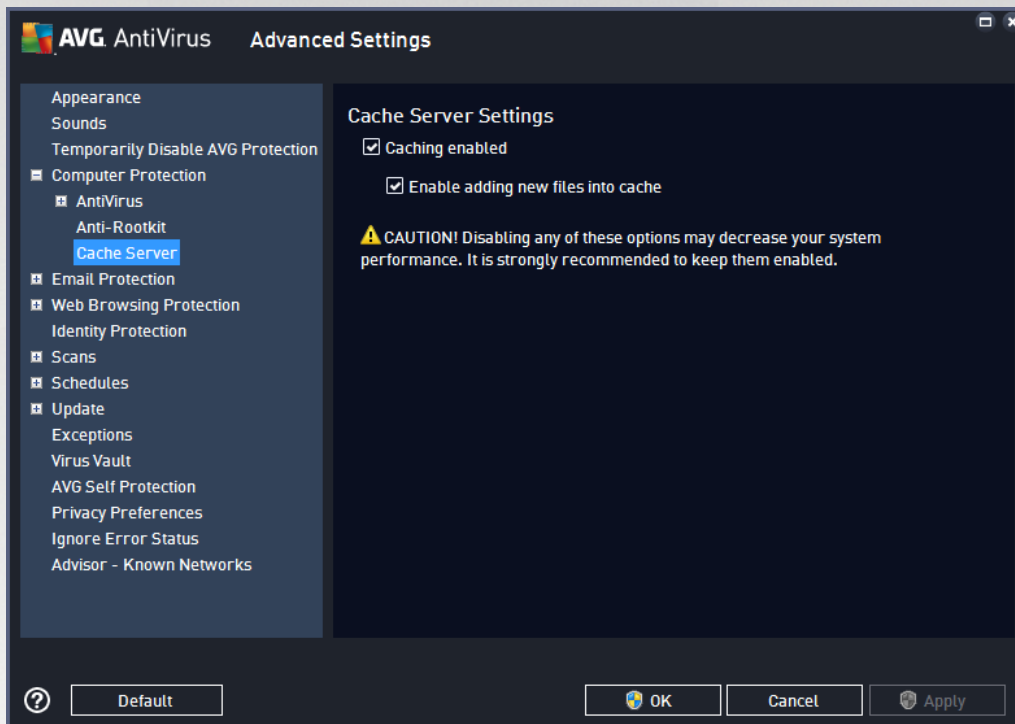 AVG AntiVirus Advanced Settings
Appearance
Sounds
Temporarily Disable AVG Protection
Computer Protection
AntiVirus
Anti-Rootkit
Cache Server
Email Protection
Web Browsing Protection
Identity Protection
Scans
Schedules
Update
Exceptions
Virus Vault
AVG Self Protection
Privacy Preferences
Ignore Error Status
Advisor - Known Networks
Cache Server Settings
Caching enabled
Enable adding new files into cache
CAUTION! Disabling any of these options may decrease your system
performance. It is strongly recommended to keep them enabled.
? Default OK Cancel Apply